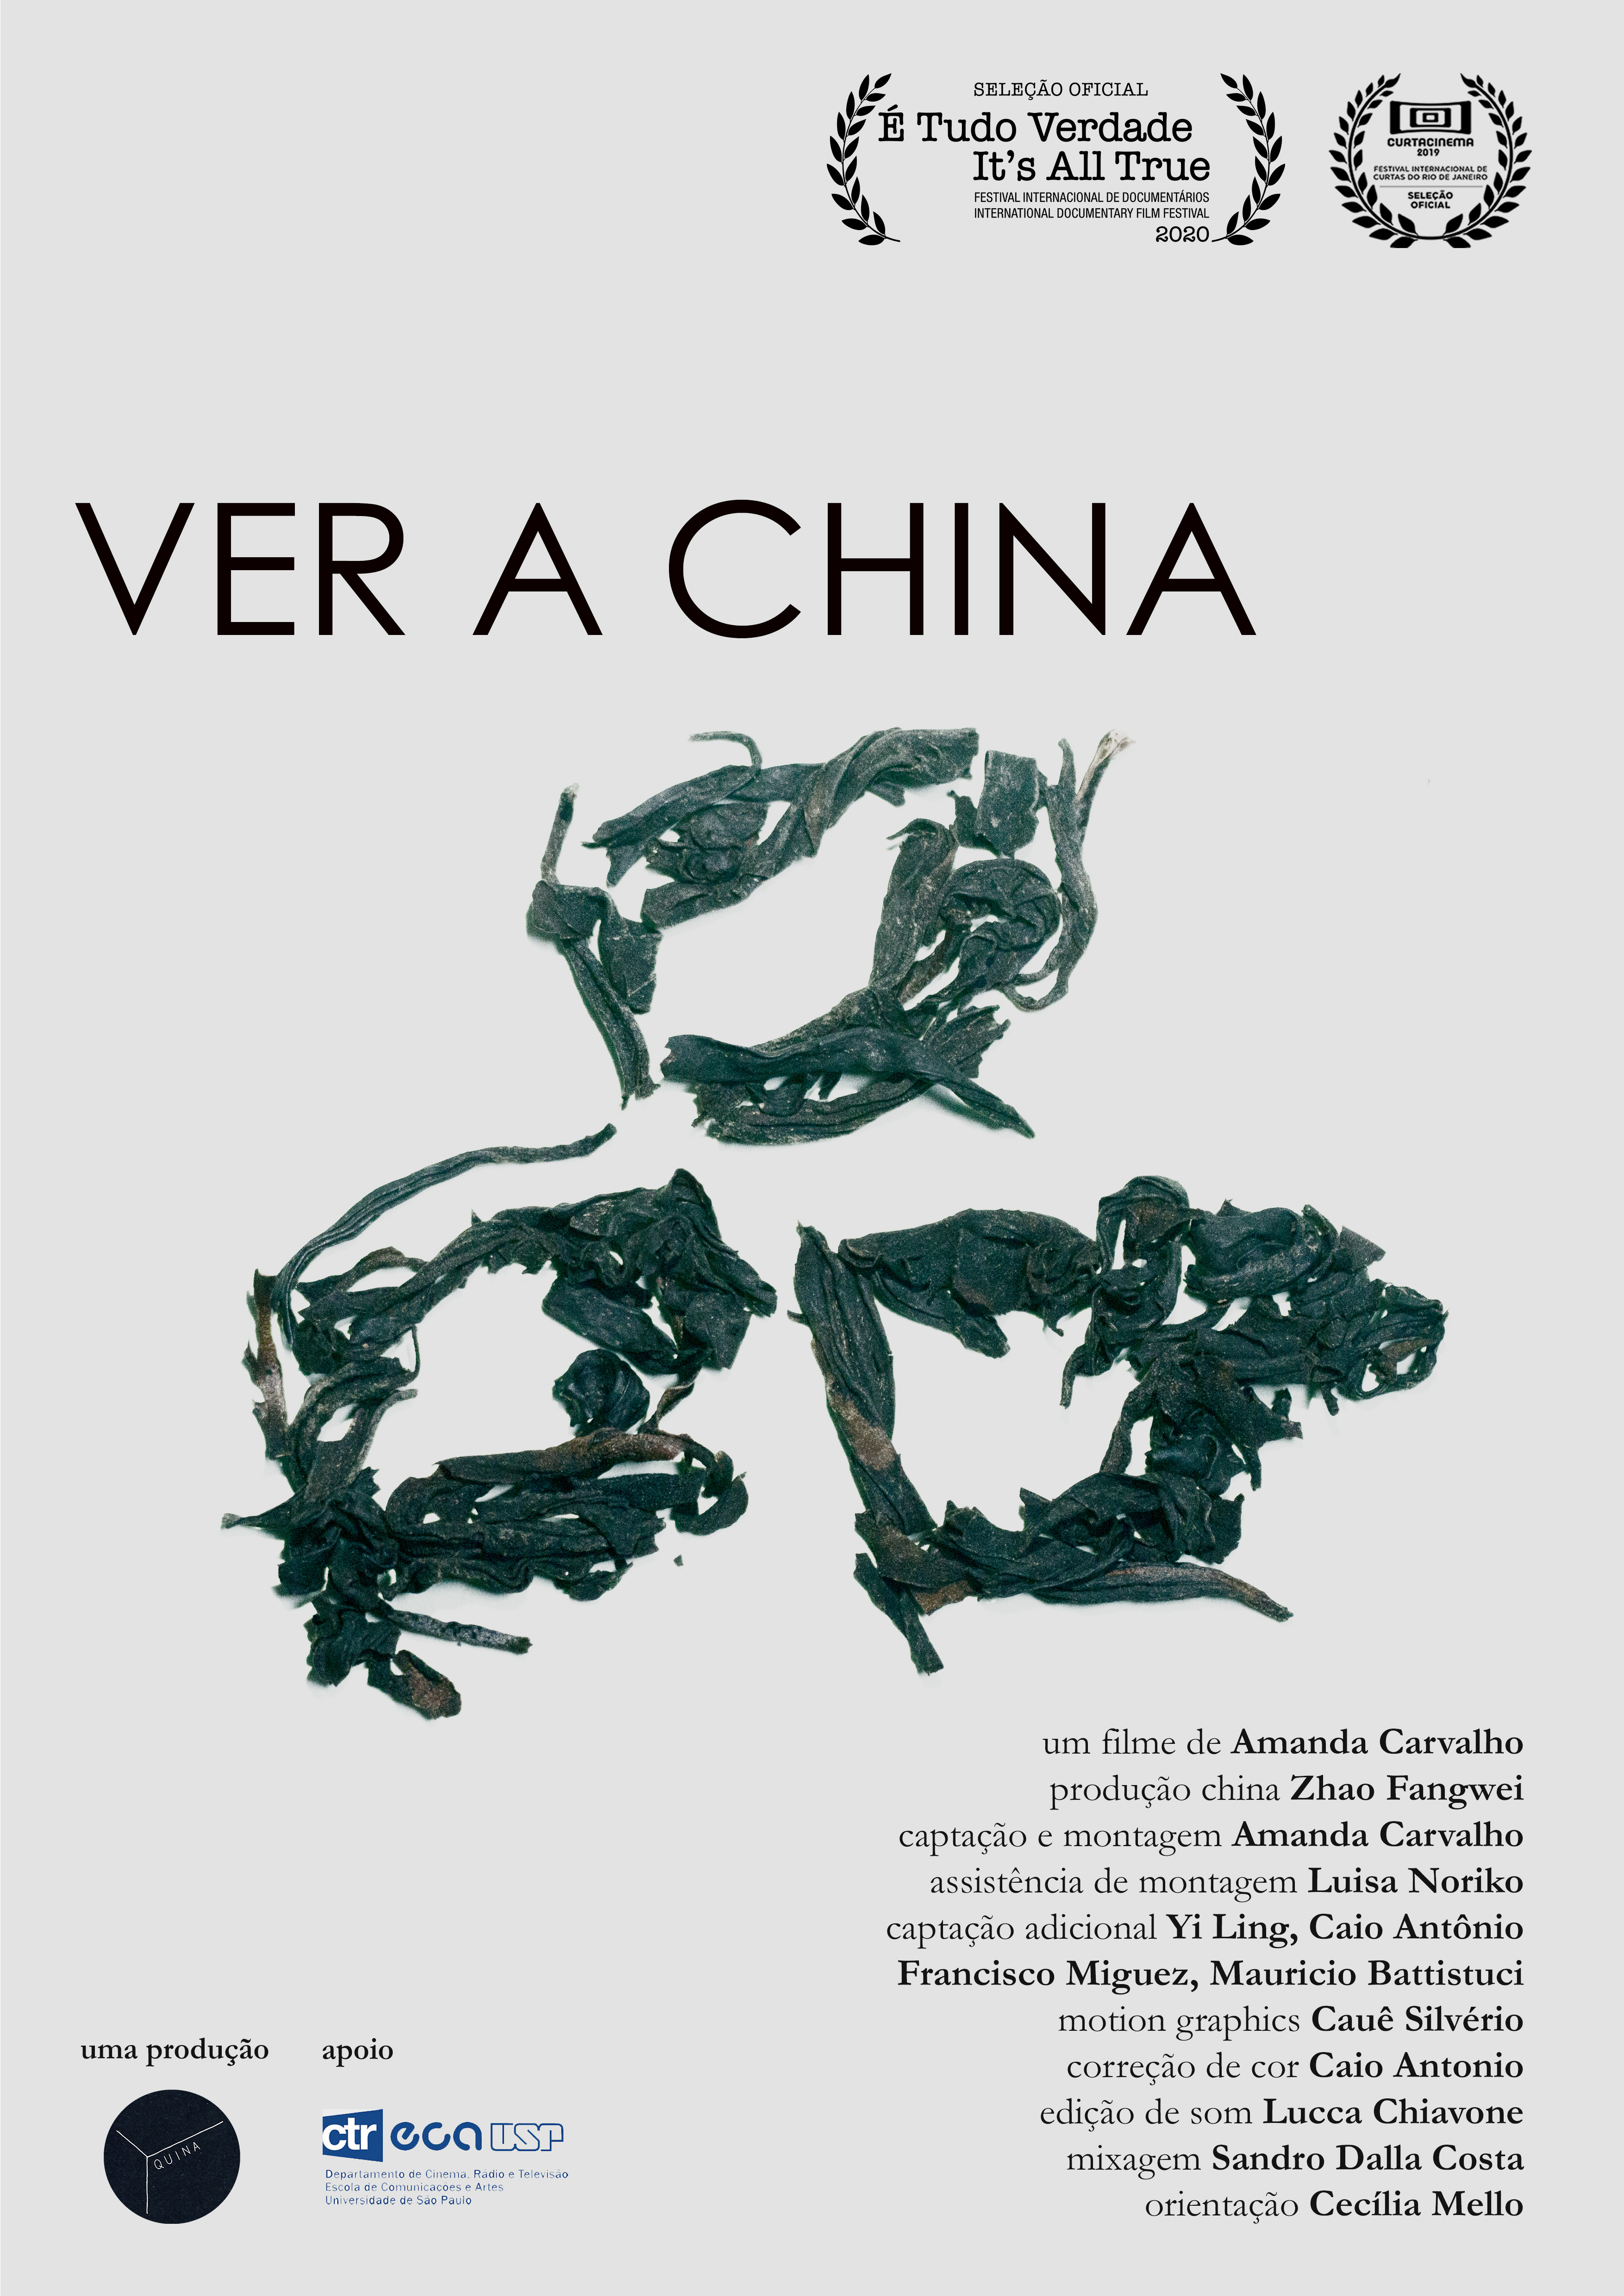 SELEÇÃO OFICIAL
É Tudo Verdade
It's All True
FESTIVAL INTERNACIONAL DE DOCUMENTÁRIOS
INTERNATIONAL DOCUMENTARY FILM FESTIVAL
2020
CURTACINEMA
2019
FESTIVAL INTERNACIONAL DE
CURTAS DO RIO DE JANEIRO
SELEÇÃO
OFICIAL
VER A CHINA
um filme de Amanda Carvalho
produção china Zhao Fangwei
captação e montagem Amanda Carvalho
assistência de montagem Luisa Noriko
captação adicional Yi Ling, Caio Antônio
Francisco Miguez, Mauricio Battistuci
motion graphics Cauê Silvério
correção de cor Caio Antonio
edição de som Lucca Chiavone
mixagem Sandro Dalla Costa
orientação Cecília Mello
uma produção
QUINA
apoio
ctr eca USP
Departamento de Cinema, Rádio e Televisão
Escola de Comunicacoes e Artes
Universidade de São Paulo